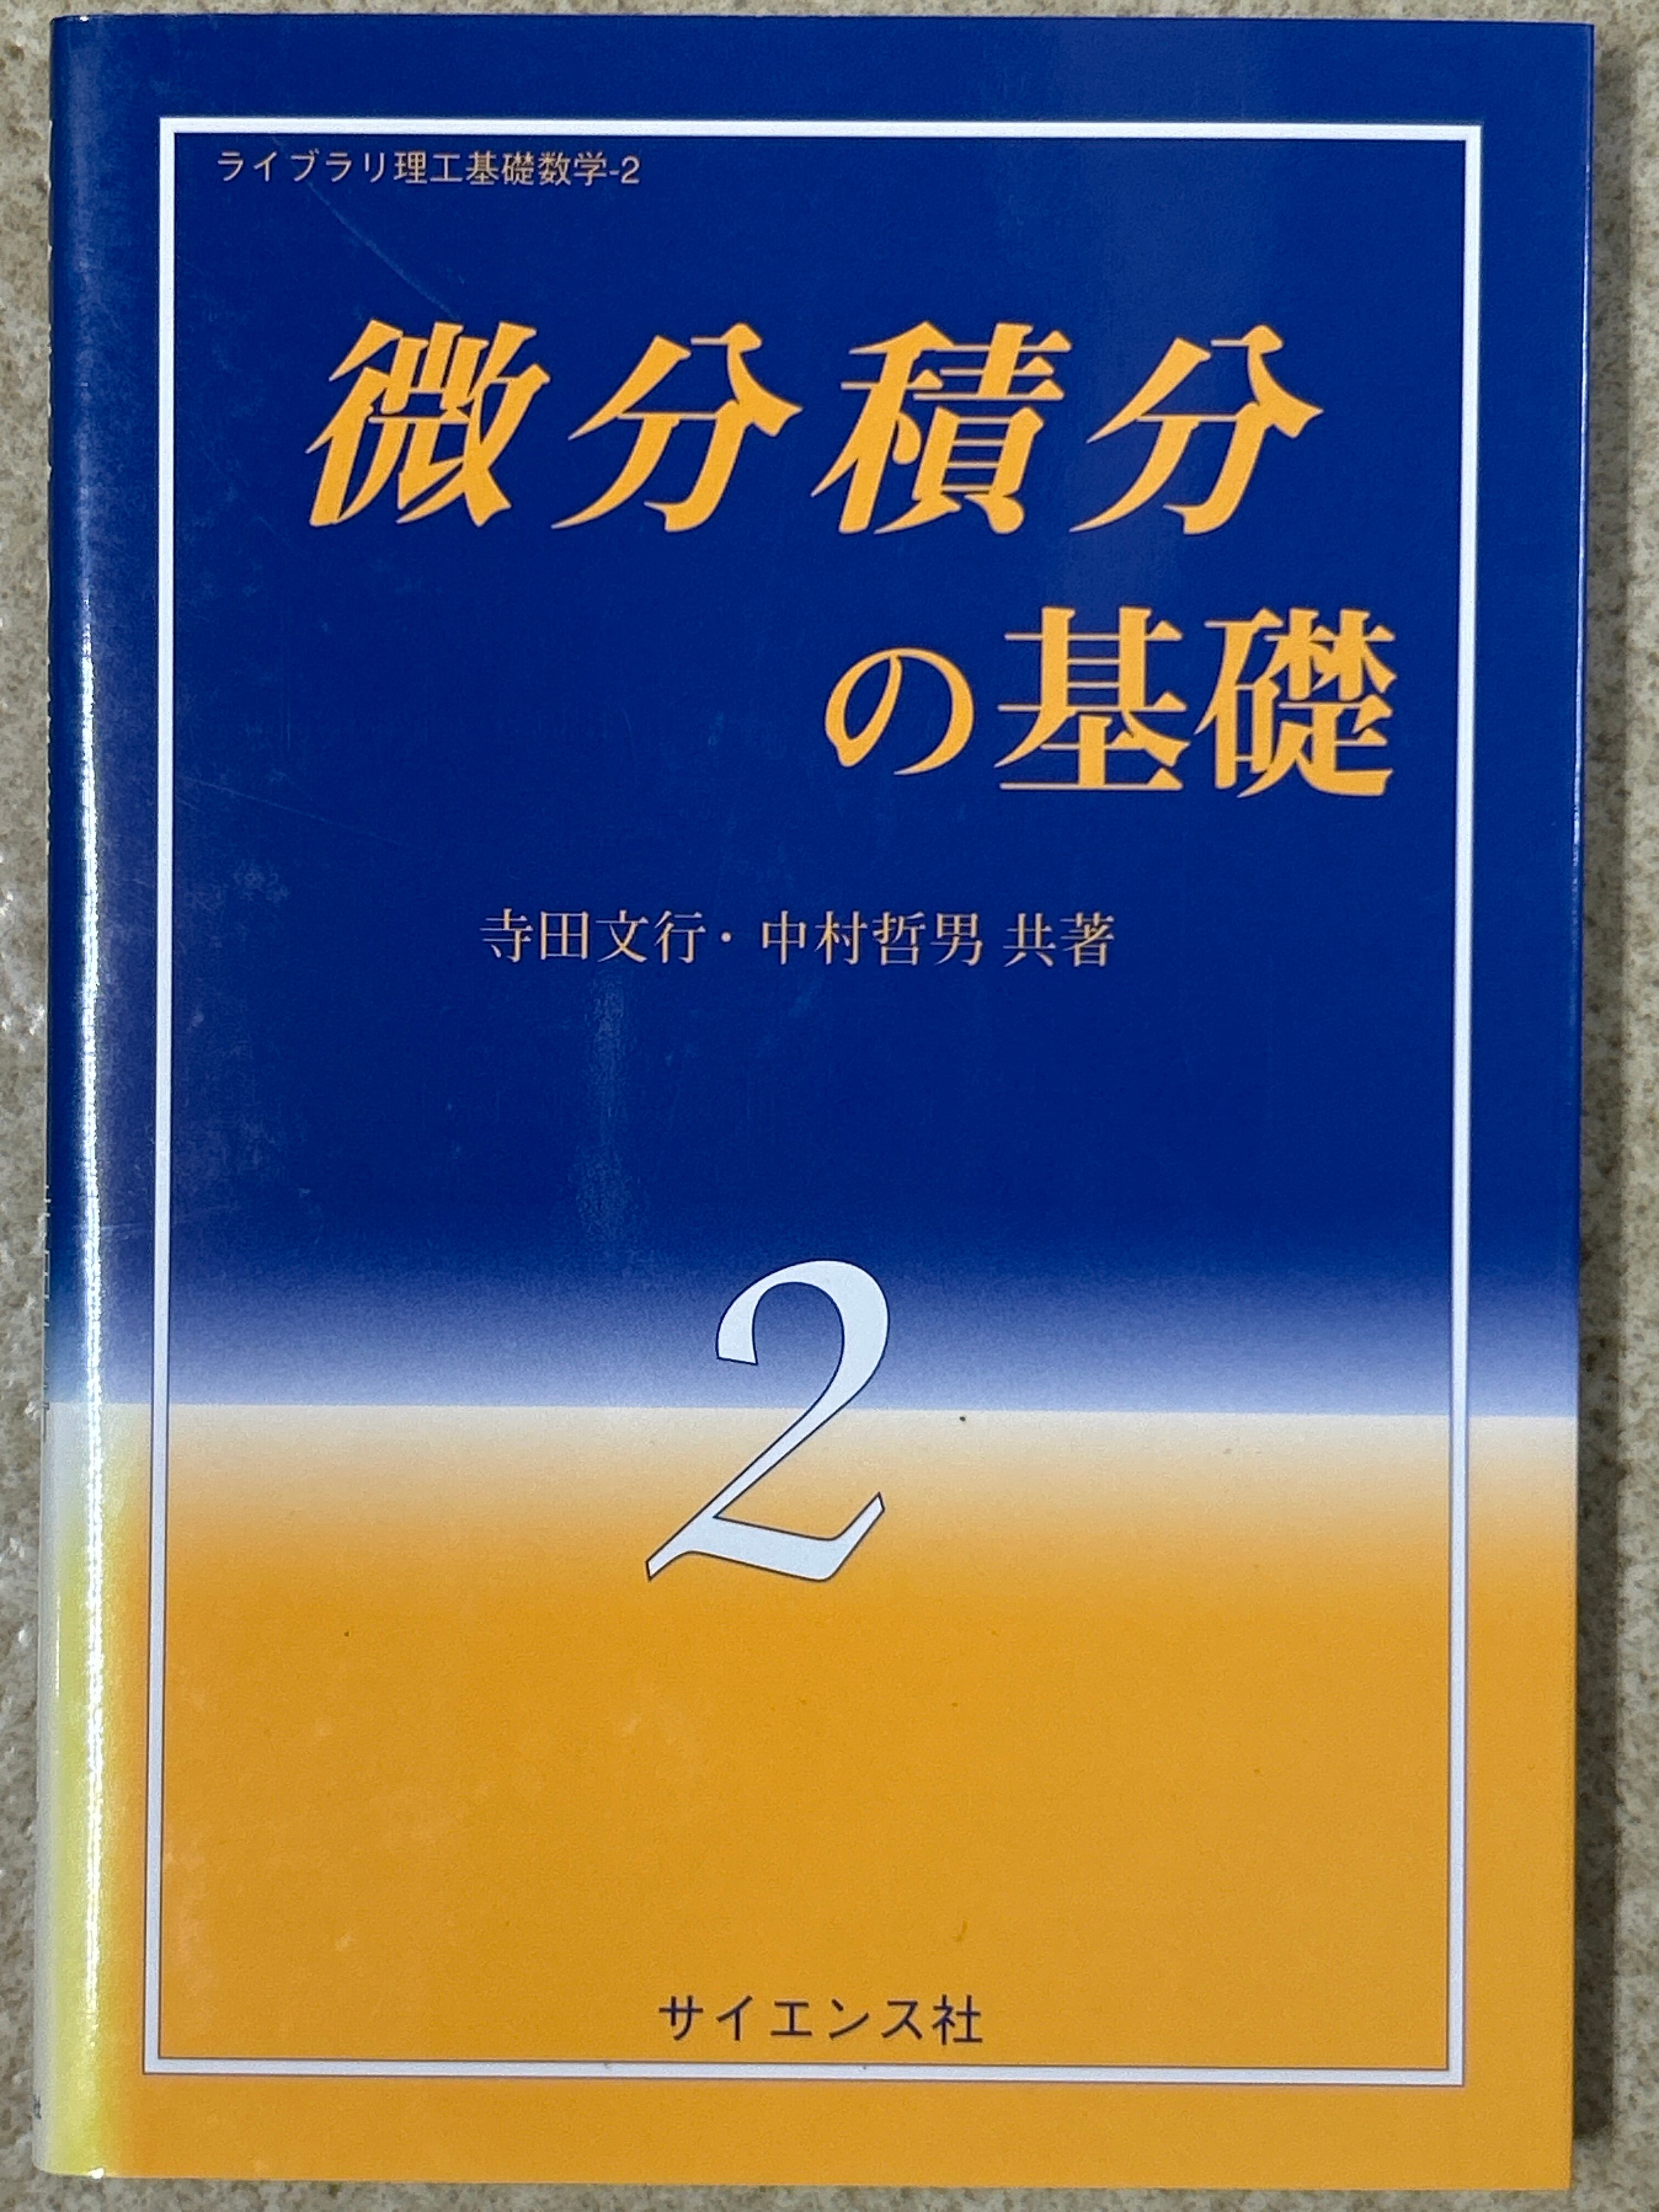 ライブラリ理工基礎数学-2
微分積分
の基礎
寺田文行・中村哲男 共著
2
サイエンス社